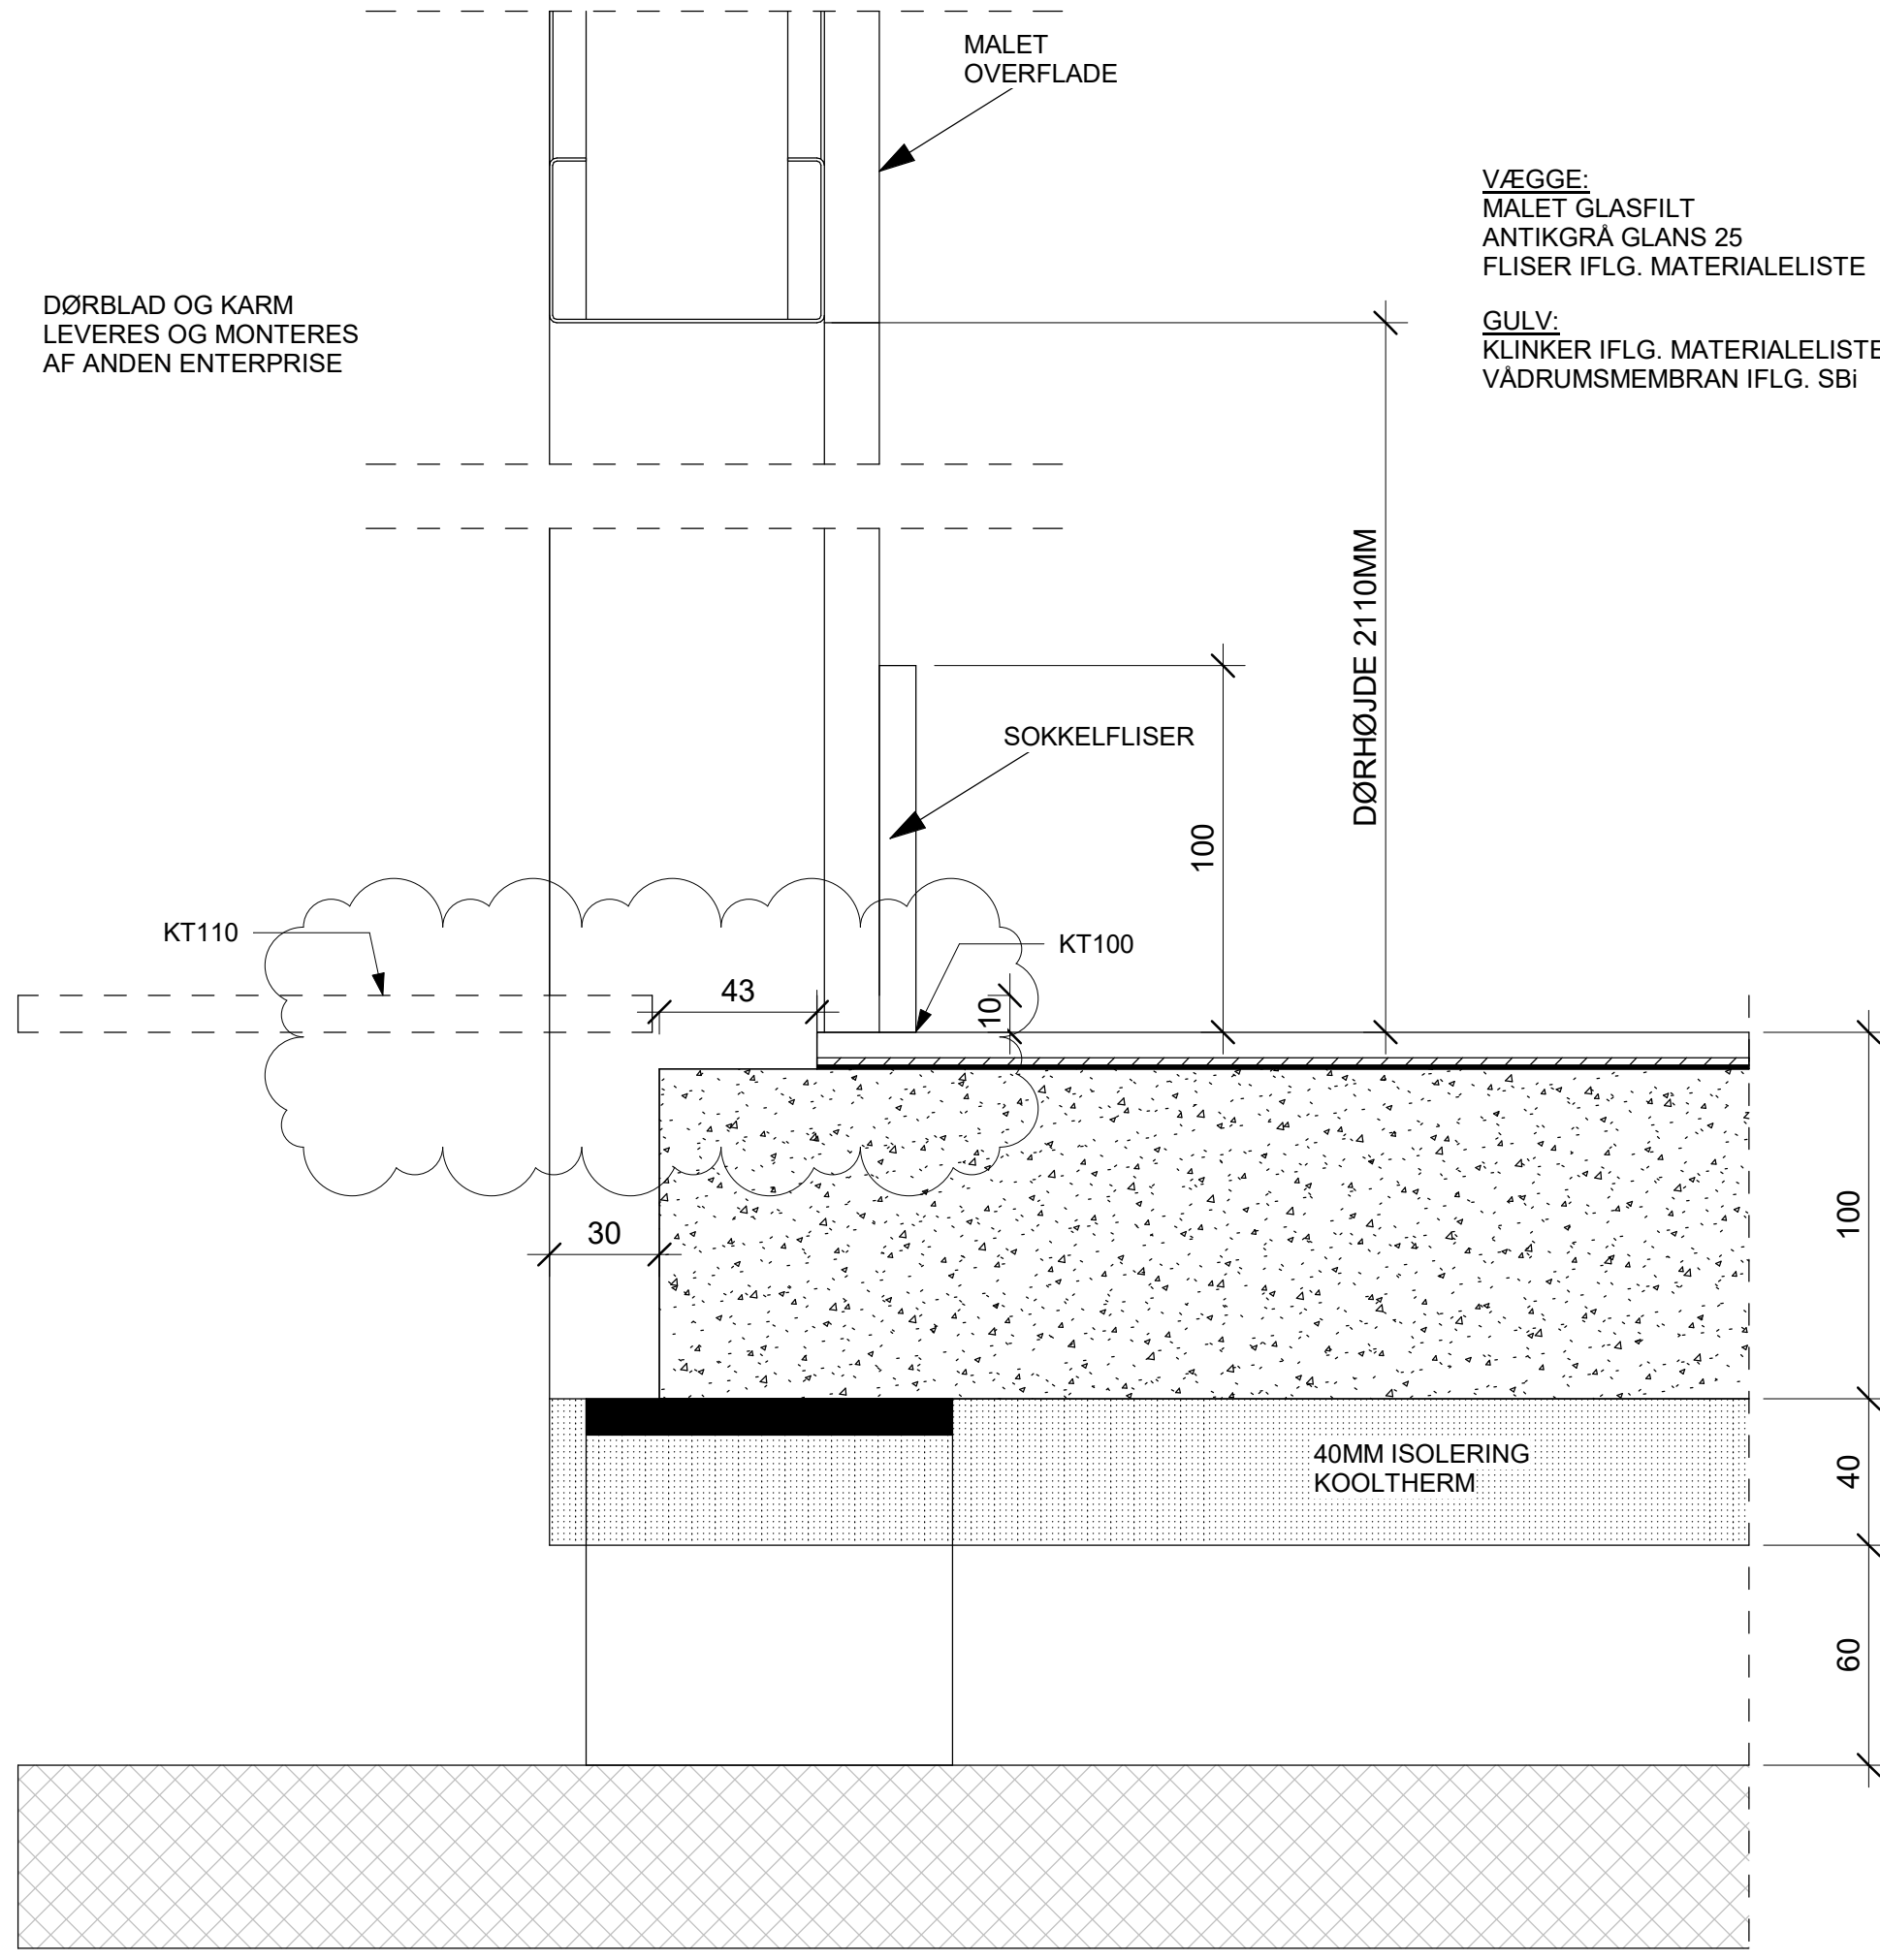 MALET
OVERFLADE
VÆGGE:
MALET GLASFILT
ANTIKGRÅ GLANS 25
FLISER IFLG. MATERIALELISTE
GULV:
KLINKER IFLG. MATERIALELISTE
VÅDRUMSMEMBRAN IFLG. SBi
DØRBLAD OG KARM
LEVERES OG MONTERES
AF ANDEN ENTERPRISE
DØRHØJDE 2110MM
SOKKELFLISER
100
KT110
KT100
43
10
30
100
40MM ISOLERING
KOOLTHERM
40
60